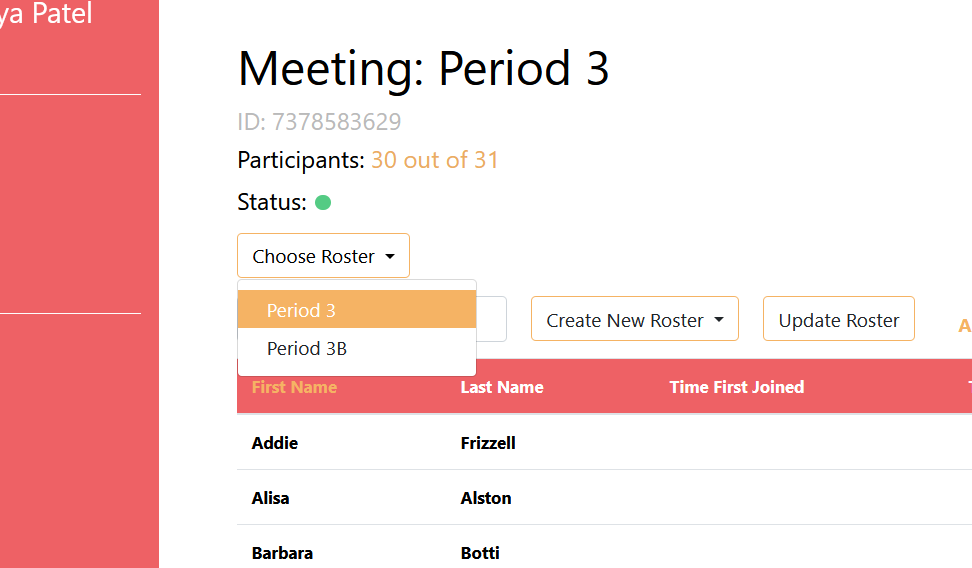 ya Patel
Meeting: Period 3
ID: 7378583629
Participants: 30 out of 31
Status:
Choose Roster
Period 3
Period 3B
Create New Roster
Update Roster
A
First Name Last Name Time First Joined
Addie Frizzell
Alisa Alston
Barbara Botti